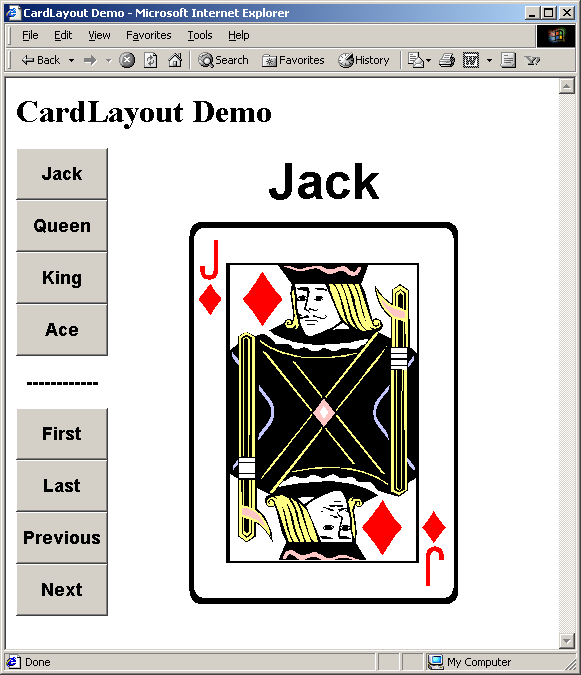 CardLayout Demo - Microsoft Internet Explorer
File Edit View Favorites Tools Help
Back Search Favorites History
CardLayout Demo
Jack
Queen
King
Ace
------------
First
Last
Previous
Next
Jack
J
J
Done My Computer